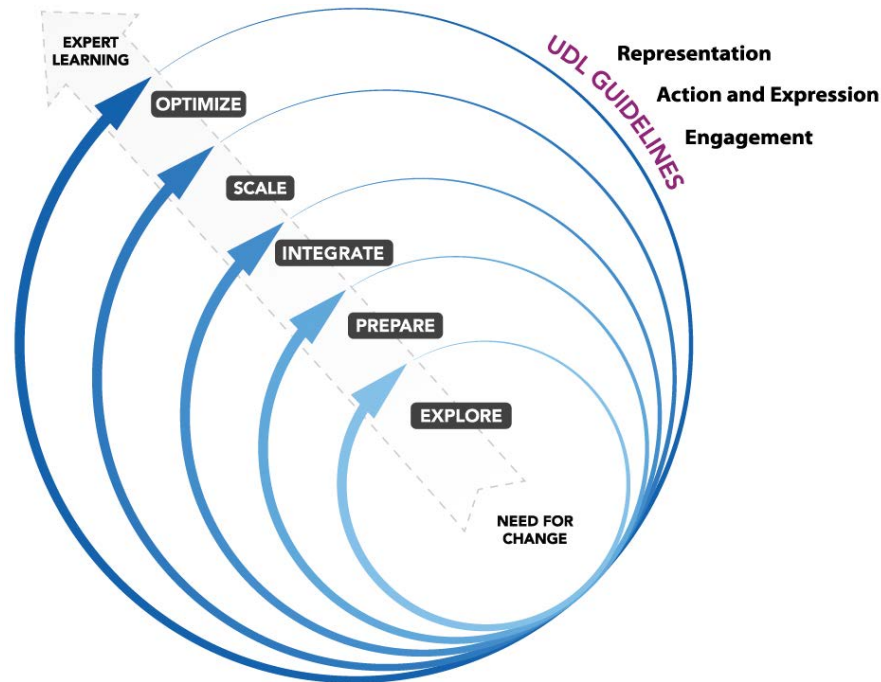 EXPERT
LEARNING
OPTIMIZE
SCALE
INTEGRATE
PREPARE
EXPLORE
NEED FOR
CHANGE
UDL GUIDELINES
Representation
Action and Expression
Engagement